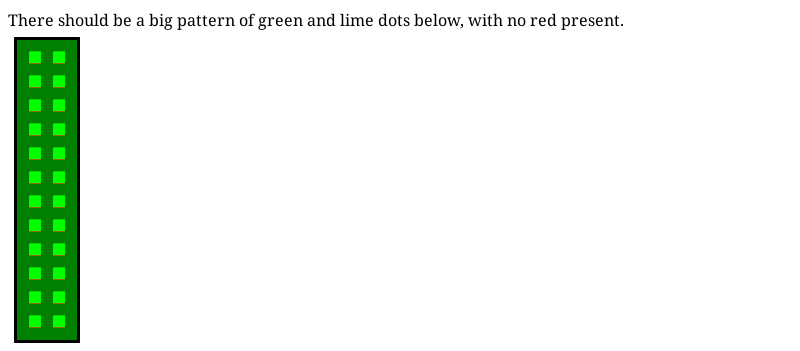 There should be a big pattern of green and lime dots below, with no red present.